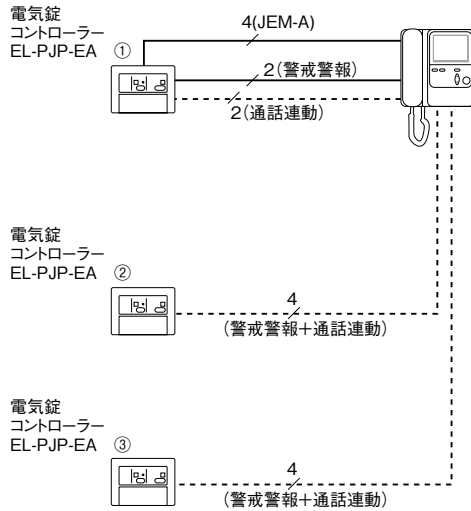 電気錠
コントローラー
EL-PJP-EA ①
4(JEM-A)
2(警戒警報)
2(通話連動)
電気錠
コントローラー
EL-PJP-EA ②
4
(警戒警報+通話連動)
電気錠
コントローラー
EL-PJP-EA ③
4
(警戒警報+通話連動)